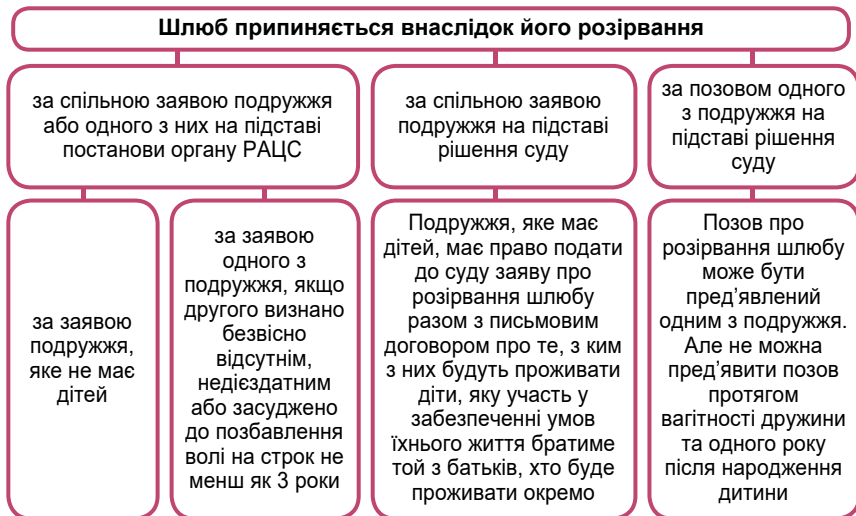 Шлюб припиняється внаслідок його розірвання
за спільною заявою подружжя
або одного з них на підставі
постанови органу РАЦС
за спільною заявою
подружжя на підставі
рішення суду
за позовом одного
з подружжя на
підставі рішення
суду
за заявою
подружжя,
яке не має
дітей
за заявою
одного з
подружжя, якщо
другого визнано
безвісно
відсутнім,
недієздатним
або засуджено
до позбавлення
волі на строк не
менш як 3 роки
Подружжя, яке має
дітей, має право подати
до суду заяву про
розірвання шлюбу
разом з письмовим
договором про те, з ким
з них будуть проживати
діти, яку участь у
забезпеченні умов
їхнього життя братиме
той з батьків, хто буде
проживати окремо
Позов про
розірвання шлюбу
може бути
пред’явлений
одним з подружжя.
Але не можна
пред’явити позов
протягом
вагітності дружини
та одного року
після народження
дитини